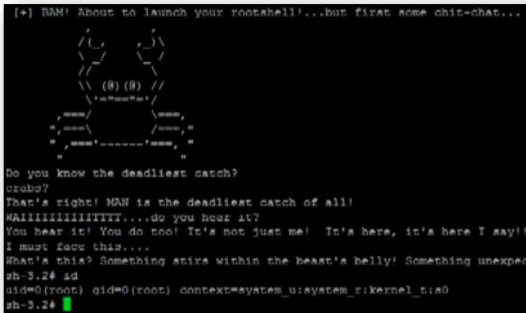 [+] BAM! About to launch your rootshell!...but first some chit-chat...
Do you know the deadliest catch?
crabs?
That's right! MAN is the deadliest catch of all!
WAIIIIIIIIIITTTT....do you hear it?
You hear it! You do too! It's not just me!  It's here, it's here I say!!
I must face this....
What's this? Something stirs within the beast's belly! Something unexpec
sh-3.2# id
uid=0(root) gid=0(root) context=system_u:system_r:kernel_t:s0
sh-3.2#